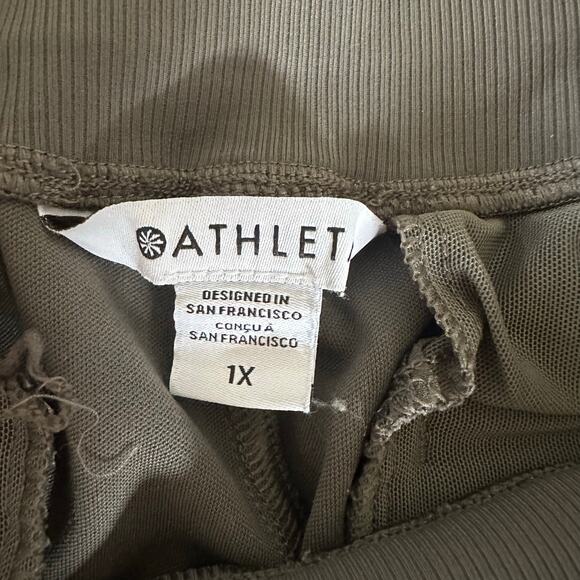 ATHLETA
DESIGNED IN
SAN FRANCISCO
CONÇU À
SAN FRANCISCO
1X